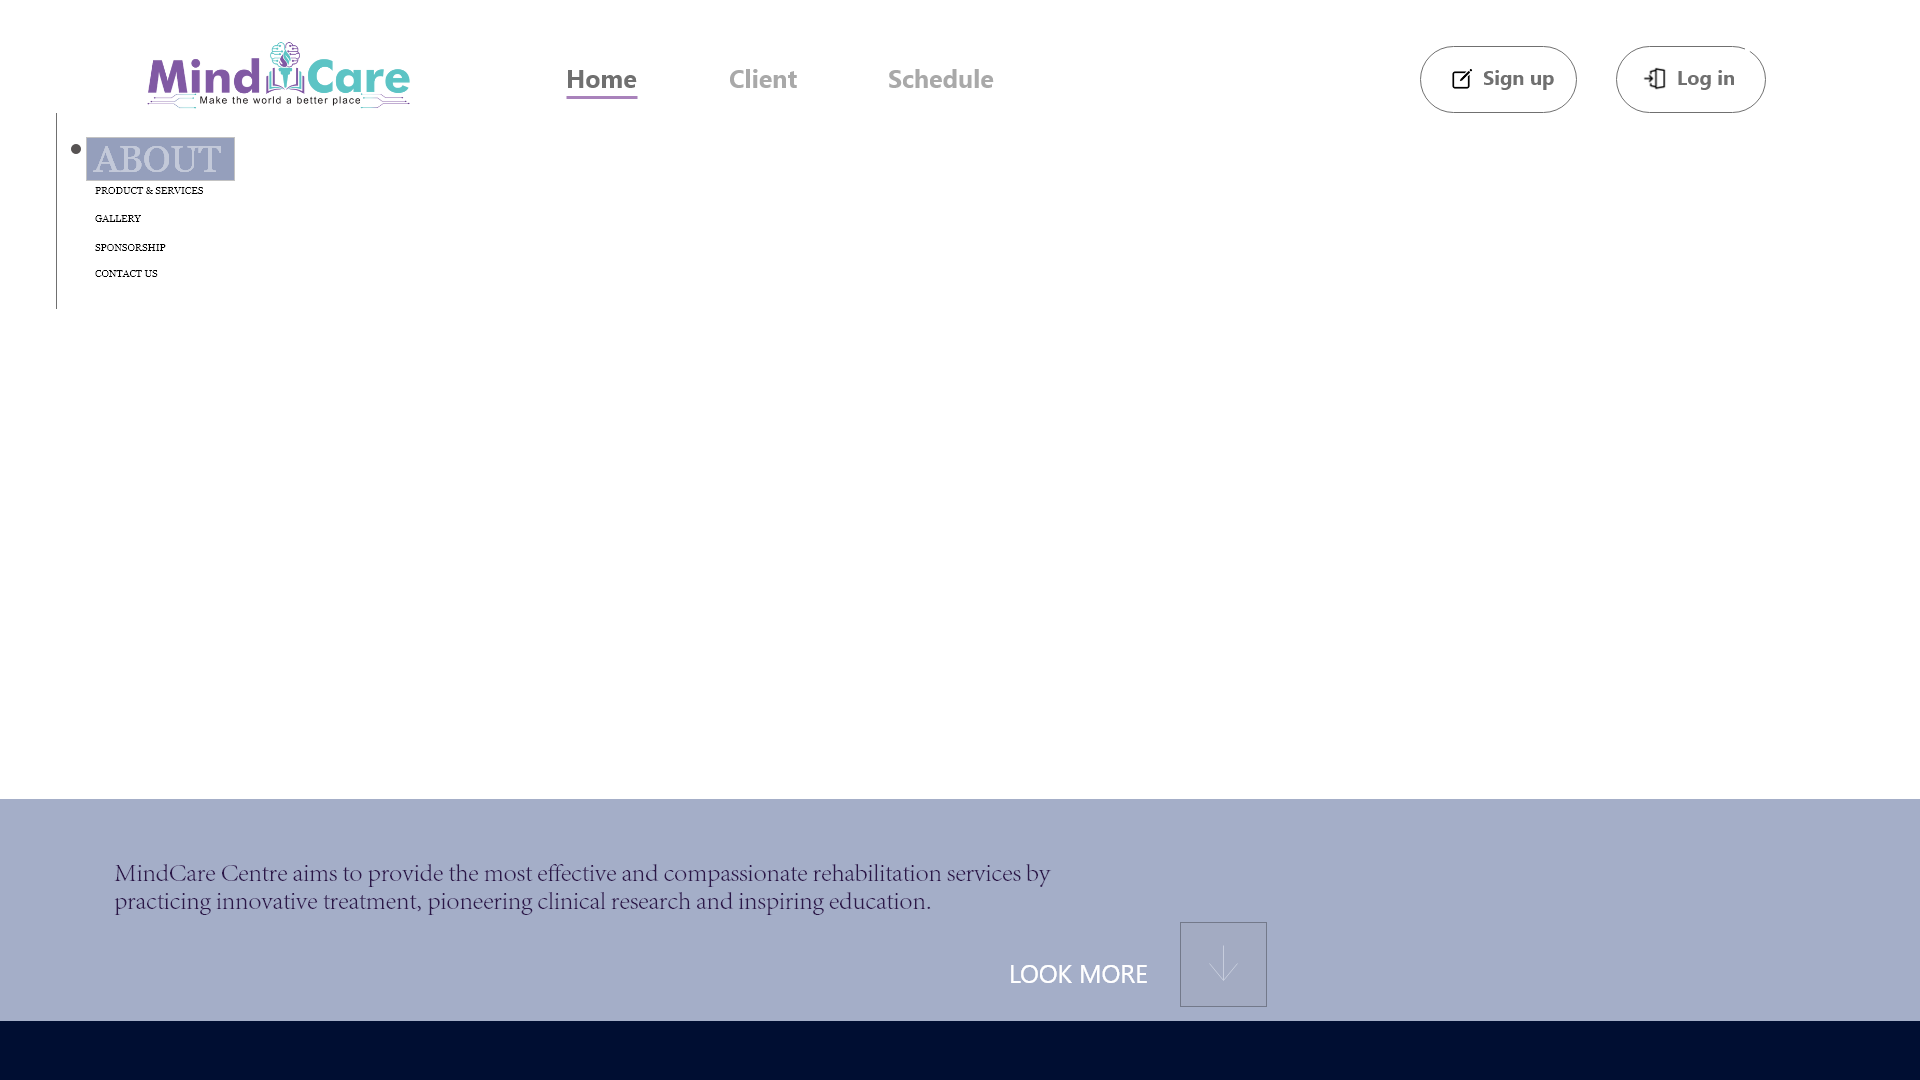 MindCare
Make the world a better place
Home
Client
Schedule
Sign up
Log in
ABOUT
PRODUCT & SERVICES
GALLERY
SPONSORSHIP
CONTACT US
MindCare Centre aims to provide the most effective and compassionate rehabilitation services by
practicing innovative treatment, pioneering clinical research and inspiring education.
LOOK MORE